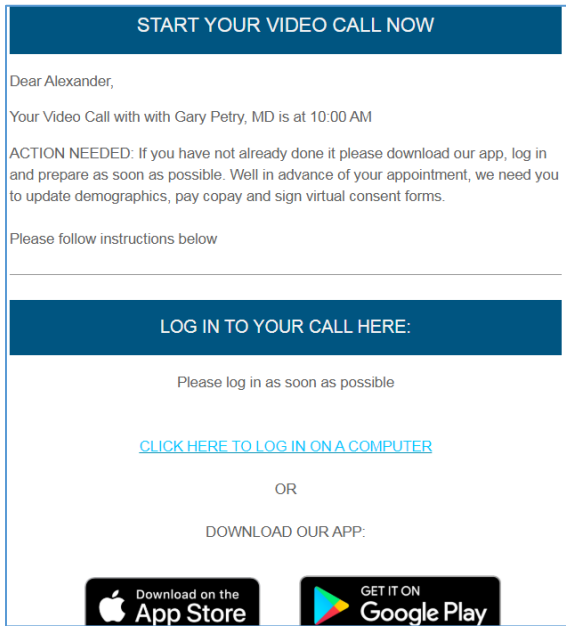 START YOUR VIDEO CALL NOW
Dear Alexander,
Your Video Call with with Gary Petry, MD is at 10:00 AM
ACTION NEEDED: If you have not already done it please download our app, log in
and prepare as soon as possible. Well in advance of your appointment, we need you
to update demographics, pay copay and sign virtual consent forms.
Please follow instructions below
LOG IN TO YOUR CALL HERE:
Please log in as soon as possible
CLICK HERE TO LOG IN ON A COMPUTER
OR
DOWNLOAD OUR APP:
Download on the
App Store
GET IT ON
Google Play